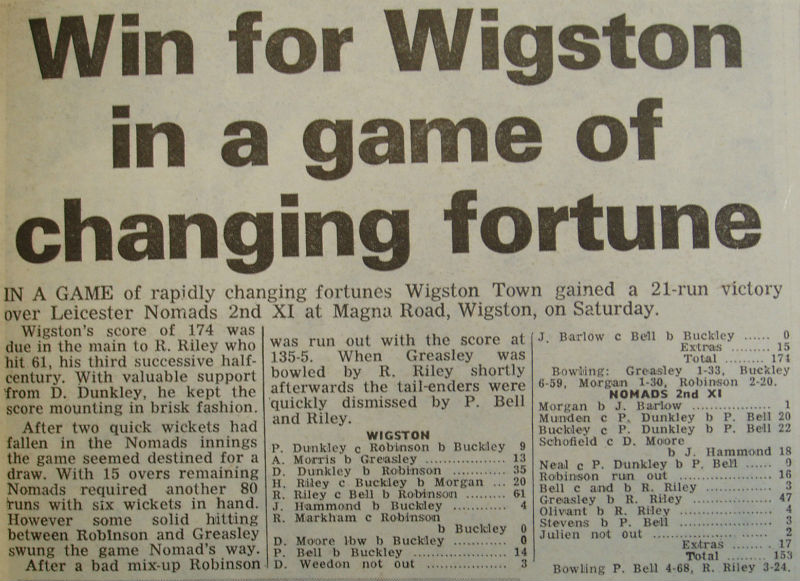 Win for Wigston
in a game of
changing fortune
IN A GAME of rapidly changing fortunes Wigston Town gained a 21-run victory
over Leicester Nomads 2nd XI at Magna Road, Wigston, on Saturday.
Wigston's score of 174 was
due in the main to R. Riley who
hit 61, his third successive half-
century. With valuable support
from D. Dunkley, he kept the
score mounting in brisk fashion.
After two quick wickets had
fallen in the Nomads innings
the game seemed destined for a
draw. With 15 overs remaining
Nomads required another 80
runs with six wickets in hand.
However some solid hitting
between Robinson and Greasley
swung the game Nomad's way.
After a bad mix-up Robinson
was run out with the score at
135-5. When Greasley was
bowled by R. Riley shortly
afterwards the tail-enders were
quickly dismissed by P. Bell
and Riley.
WIGSTON
P. Dunkley c Robinson b Buckley 9
A. Morris b Greasley ................ 13
D. Dunkley b Robinson ............ 35
H. Riley c Buckley b Morgan ... 20
R. Riley c Bell b Robinson ........ 61
J. Hammond b Buckley ............ 4
R. Markham c Robinson
b Buckley 0
D. Moore lbw b Buckley ............ 0
P. Bell b Buckley .................... 14
D. Weedon not out .................. 3
J. Barlow c Bell b Buckley ...... 0
Extras ......... 15
Total ......... 174
Bowling: Greasley 1-33, Buckley
6-59, Morgan 1-30, Robinson 2-20.
NOMADS 2nd XI
Morgan b J. Barlow .................. 1
Munden c P. Dunkley b P. Bell 20
Buckley c P. Dunkley b P. Bell 22
Schofield c D. Moore
b J. Hammond 18
Neal c P. Dunkley b P. Bell ...... 9
Robinson run out .................... 16
Bell c and b R. Riley ................ 3
Greasley b R. Riley .................. 47
Olivant b R. Riley .................... 4
Stevens b P. Bell ...................... 3
Julien not out .......................... 2
Extras ......... 17
Total ......... 153
Bowling P. Bell 4-68, R. Riley 3-24.